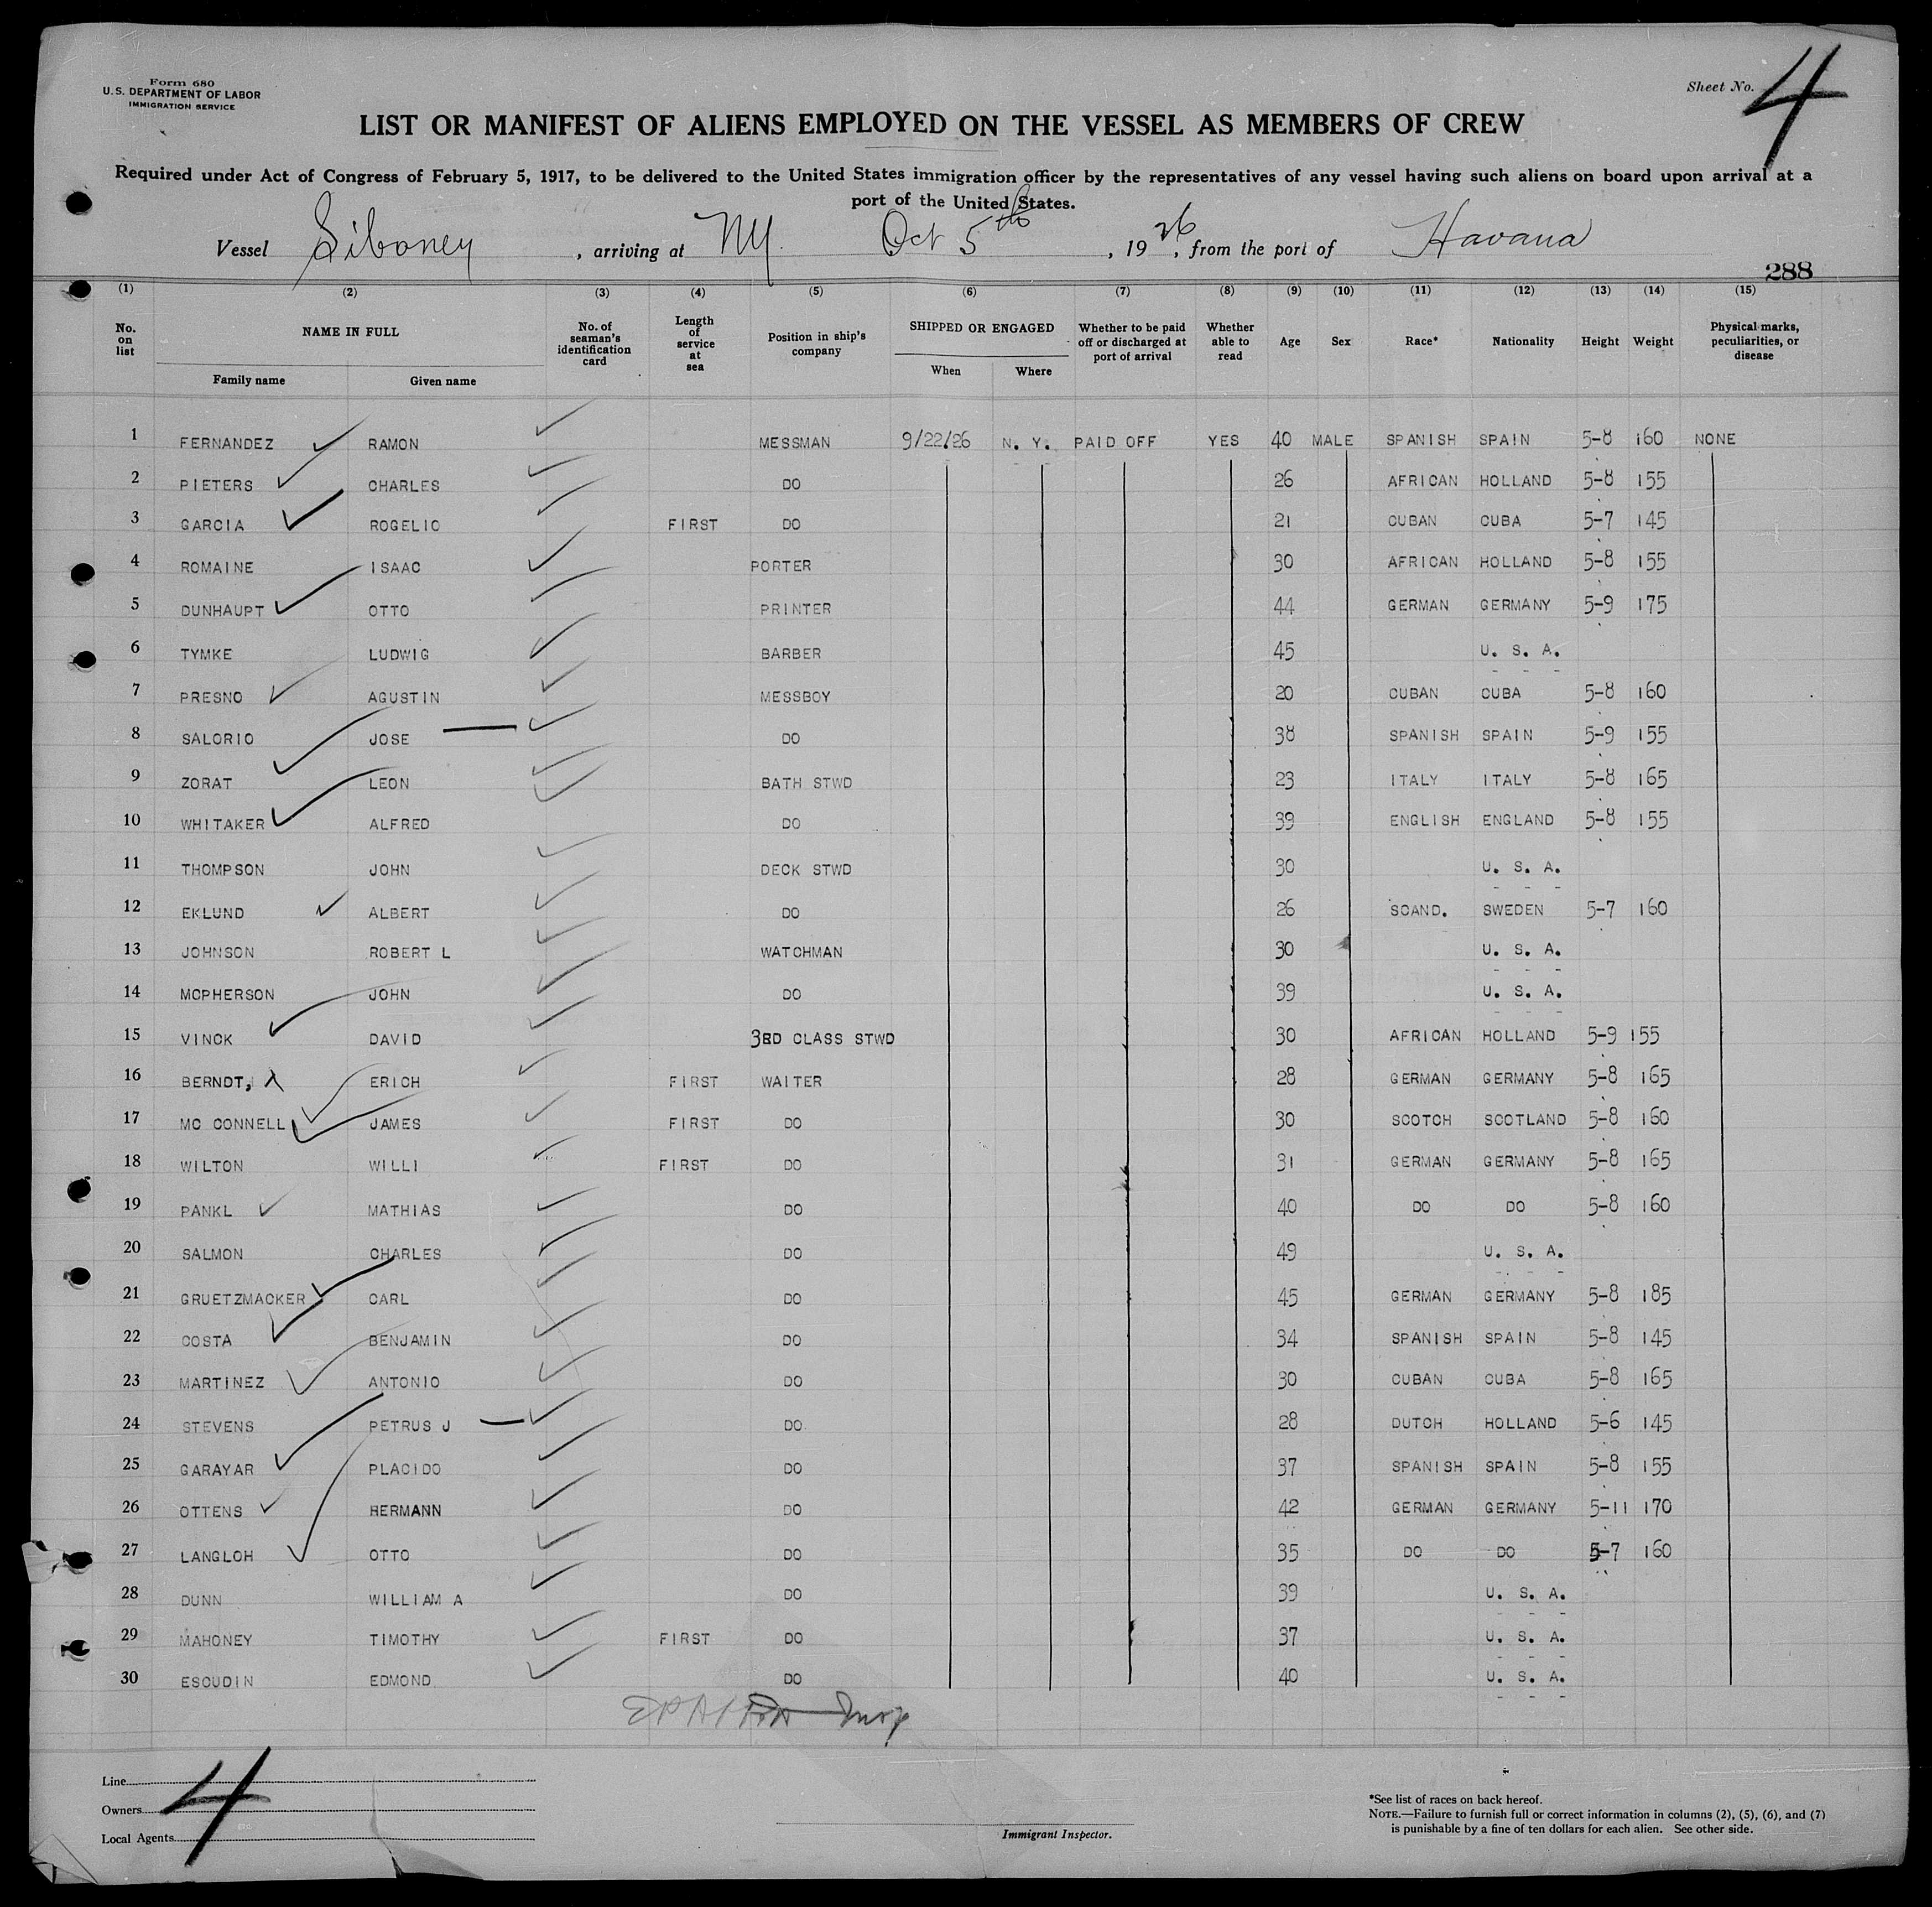 Form 680
U.S. DEPARTMENT OF LABOR
IMMIGRATION SERVICE
Sheet No. 4
LIST OR MANIFEST OF ALIENS EMPLOYED ON THE VESSEL AS MEMBERS OF CREW
Required under Act of Congress of February 5, 1917, to be delivered to the United States immigration officer by the representatives of any vessel having such aliens on board upon arrival at a
port of the United States.
Vessel Siboney, arriving at NY. Oct 5th, 1926, from the port of Havana
288
(1) (2) (3) (4) (5) (6) (7) (8) (9) (10) (11) (12) (13) (14) (15)
No. on list NAME IN FULL Family name Given name No. of seaman's identification card Length of service at sea Position in ship's company SHIPPED OR ENGAGED When Where Whether to be paid off or discharged at port of arrival Whether able to read Age Sex Race* Nationality Height Weight Physical marks, peculiarities, or disease
1 FERNANDEZ RAMON MESSMAN 9/22/26 N. Y. PAID OFF YES 40 MALE SPANISH SPAIN 5-8 160 NONE
2 PIETERS CHARLES DO 26 AFRICAN HOLLAND 5-8 155
3 GARCIA ROGELIO FIRST DO 21 CUBAN CUBA 5-7 145
4 ROMAINE ISAAC PORTER 30 AFRICAN HOLLAND 5-8 155
5 DUNHAUPT OTTO PRINTER 44 GERMAN GERMANY 5-9 175
6 TYMKE LUDWIG BARBER 45 U. S. A.
7 PRESNO AGUSTIN MESSBOY 20 CUBAN CUBA 5-8 160
8 SALORIO JOSE DO 38 SPANISH SPAIN 5-9 155
9 ZORAT LEON BATH STWD 23 ITALY ITALY 5-8 165
10 WHITAKER ALFRED DO 39 ENGLISH ENGLAND 5-8 155
11 THOMPSON JOHN DECK STWD 30 U. S. A.
12 EKLUND ALBERT DO 26 SCAND. SWEDEN 5-7 160
13 JOHNSON ROBERT L WATCHMAN 30 U. S. A.
14 MCPHERSON JOHN DO 39 U. S. A.
15 VINCK DAVID 3RD CLASS STWD 30 AFRICAN HOLLAND 5-9 155
16 BERNDT, ERICH FIRST WAITER 28 GERMAN GERMANY 5-8 165
17 MC CONNELL JAMES FIRST DO 30 SCOTCH SCOTLAND 5-8 160
18 WILTON WILLI FIRST DO 31 GERMAN GERMANY 5-8 165
19 PANKL MATHIAS DO 40 DO DO 5-8 160
20 SALMON CHARLES DO 49 U. S. A.
21 GRUETZMACKER CARL DO 45 GERMAN GERMANY 5-8 185
22 COSTA BENJAMIN DO 34 SPANISH SPAIN 5-8 145
23 MARTINEZ ANTONIO DO 30 CUBAN CUBA 5-8 165
24 STEVENS PETRUS J DO 28 DUTCH HOLLAND 5-6 145
25 GARAYAR PLACIDO DO 37 SPANISH SPAIN 5-8 155
26 OTTENS HERMANN DO 42 GERMAN GERMANY 5-11 170
27 LANGLOH OTTO DO 35 DO DO 5-7 160
28 DUNN WILLIAM A DO 39 U. S. A.
29 MAHONEY TIMOTHY FIRST DO 37 U. S. A.
30 ESCUDIN EDMOND DO 40 U. S. A.
Line
Owners
Local Agents
4
Immigrant Inspector.
*See list of races on back hereof.
NOTE.—Failure to furnish full or correct information in columns (2), (5), (6), and (7)
is punishable by a fine of ten dollars for each alien. See other side.